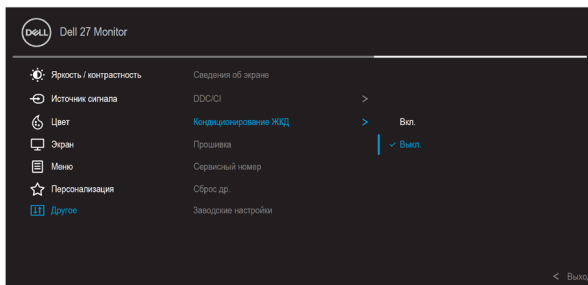 DELL
Dell 27 Monitor
Яркость / контрастность
Сведения об экране
Источник сигнала
DDC/CI
>
Цвет
Кондиционирование ЖКД
>
Вкл.
Экран
Прошивка
✓ Выкл.
Меню
Сервисный номер
Персонализация
Сброс др.
Другое
Заводские настройки
< Выход